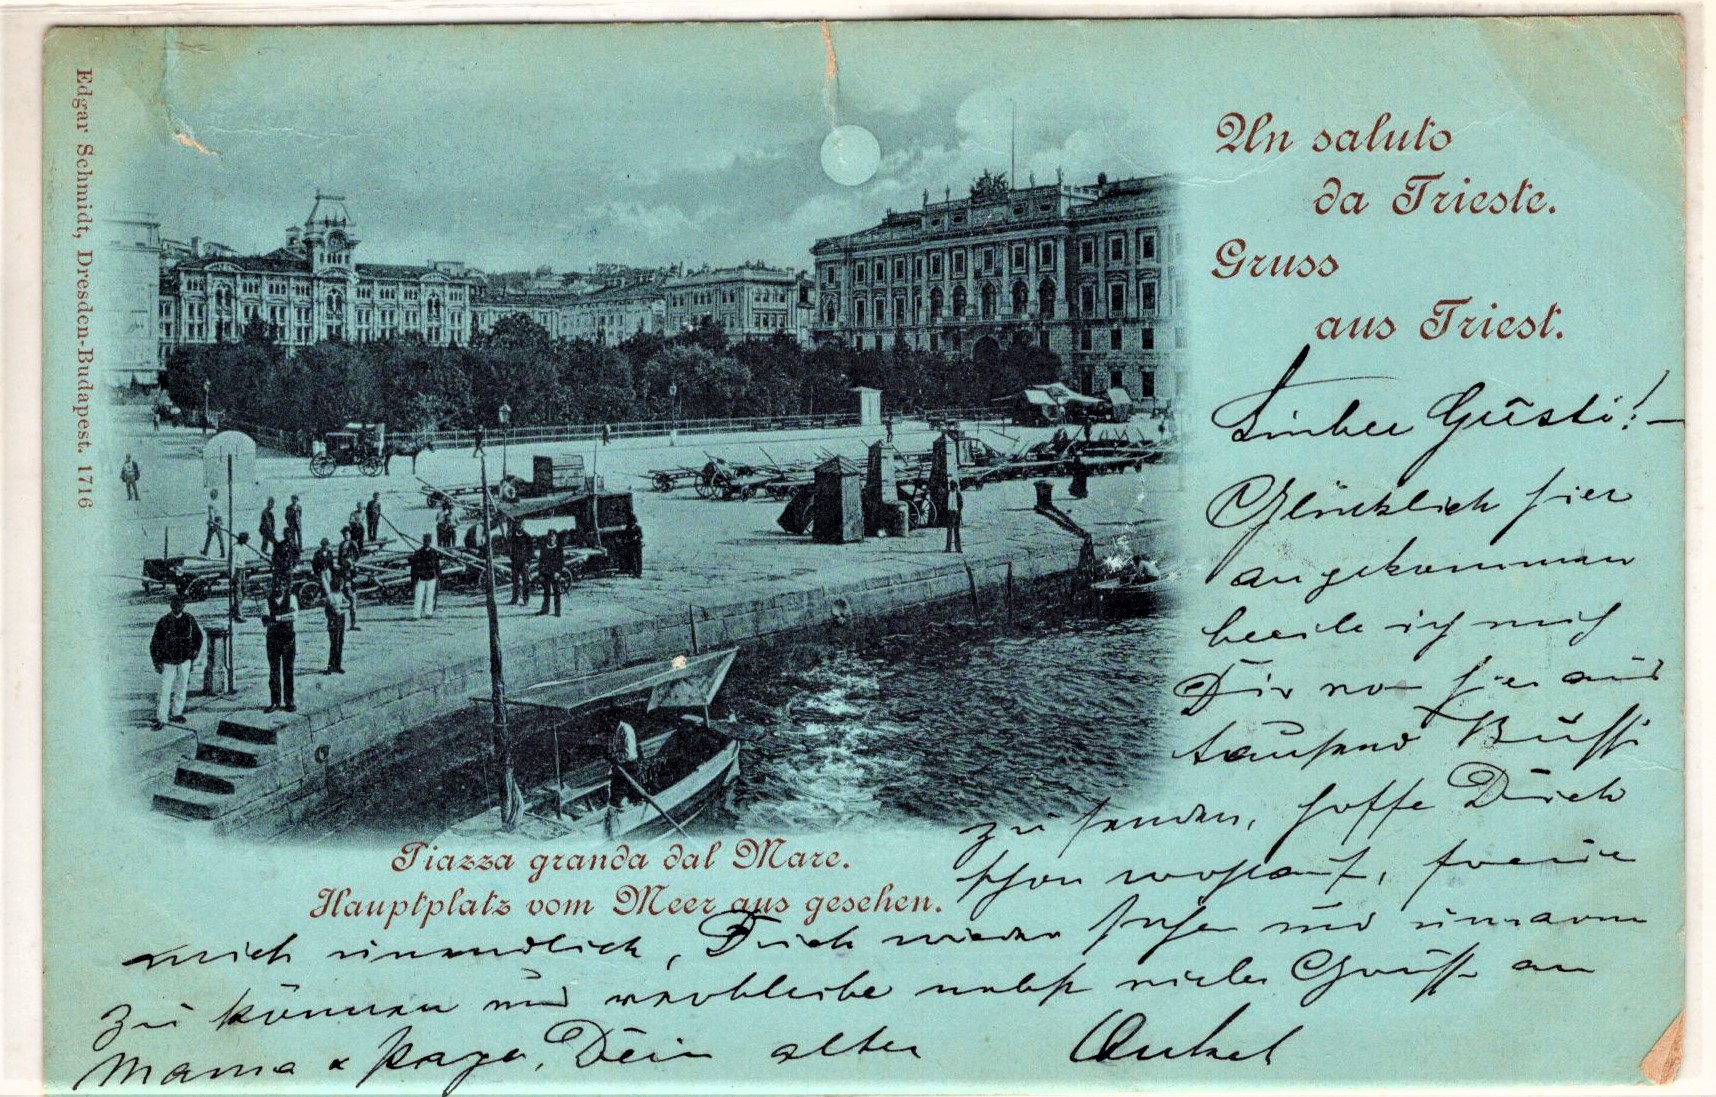 Edgar Schmidt, Dresden-Budapest. 1716
Un saluto
da Trieste.
Gruss
aus Triest.
Lieber Gusti! –
Glücklich hier
angekommen
beeile ich mich
Dir von hier aus
tausend Bussi
zu senden, hoffe Dich
schon wohlauf, freue
Piazza granda dal Mare.
Hauptplatz vom Meer aus gesehen.
mich unendlich, Dich wieder sehen und umarmen
zu können und verbleibe nebst vielen Grüssen an
Mama & Papa, Dein alter Onkel